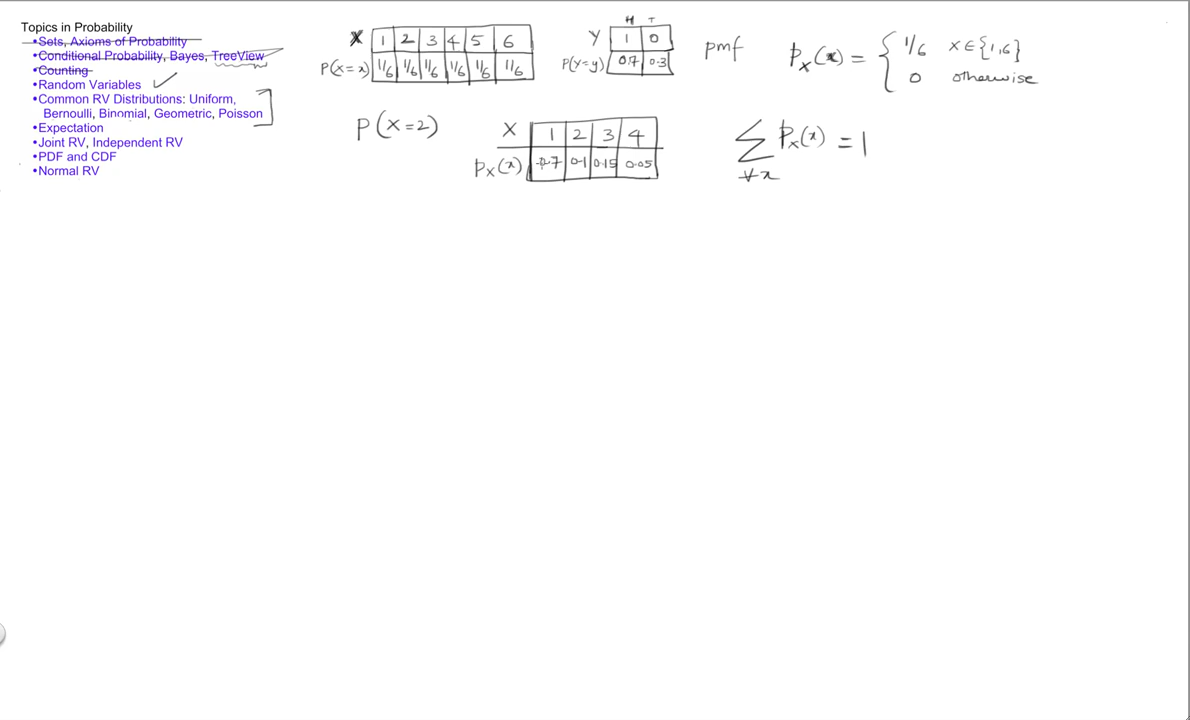 Topics in Probability
•Sets, Axioms of Probability
•Conditional Probability, Bayes, TreeView
•Counting
•Random Variables
•Common RV Distributions: Uniform,
Bernoulli, Binomial, Geometric, Poisson
•Expectation
•Joint RV, Independent RV
•PDF and CDF
•Normal RV
X 1 2 3 4 5 6
P(X=x) 1/6 1/6 1/6 1/6 1/6 1/6
H T
Y 1 0
P(Y=y) 0.7 0.3
pmf p_X(x) = { 1/6 x∈{1,6}
0 otherwise
P(X=2)
X 1 2 3 4
p_X(x) 0.7 0.1 0.15 0.05
∑ p_X(x) = 1
∀x